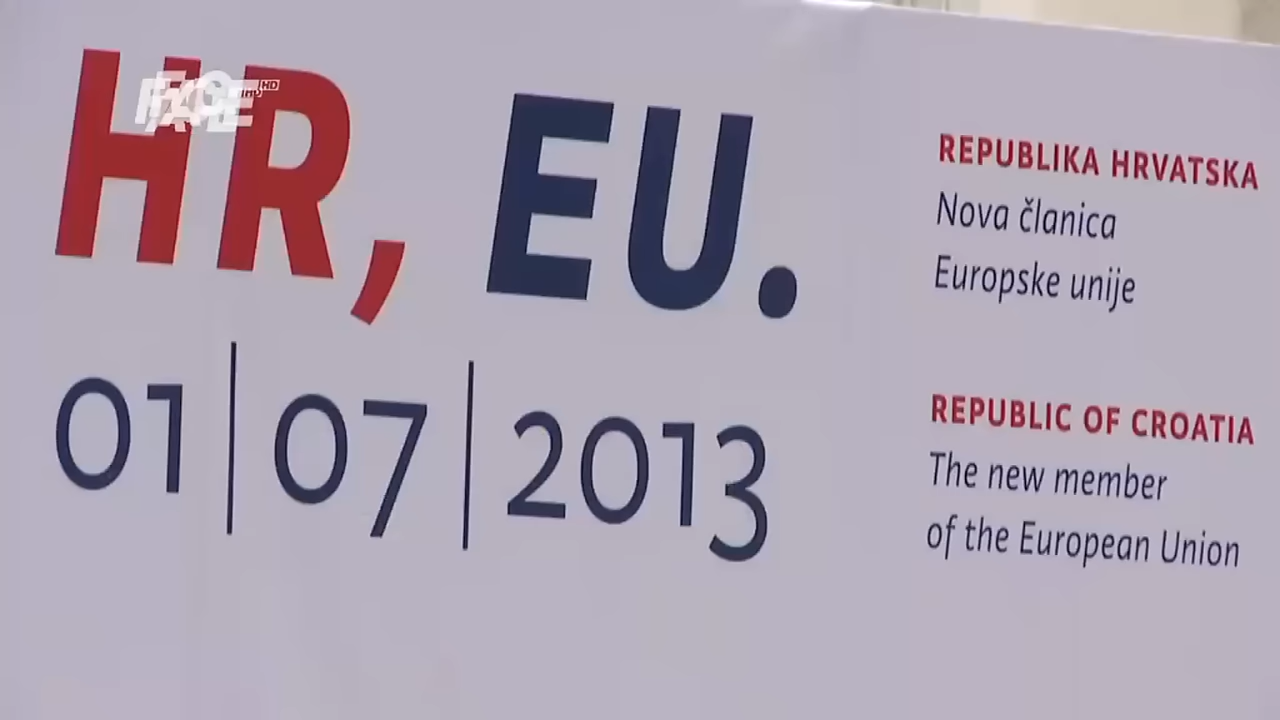 HR, EU.
01|07|2013
REPUBLIKA HRVATSKA
Nova članica
Europske unije
REPUBLIC OF CROATIA
The new member
of the European Union
FACE
HD